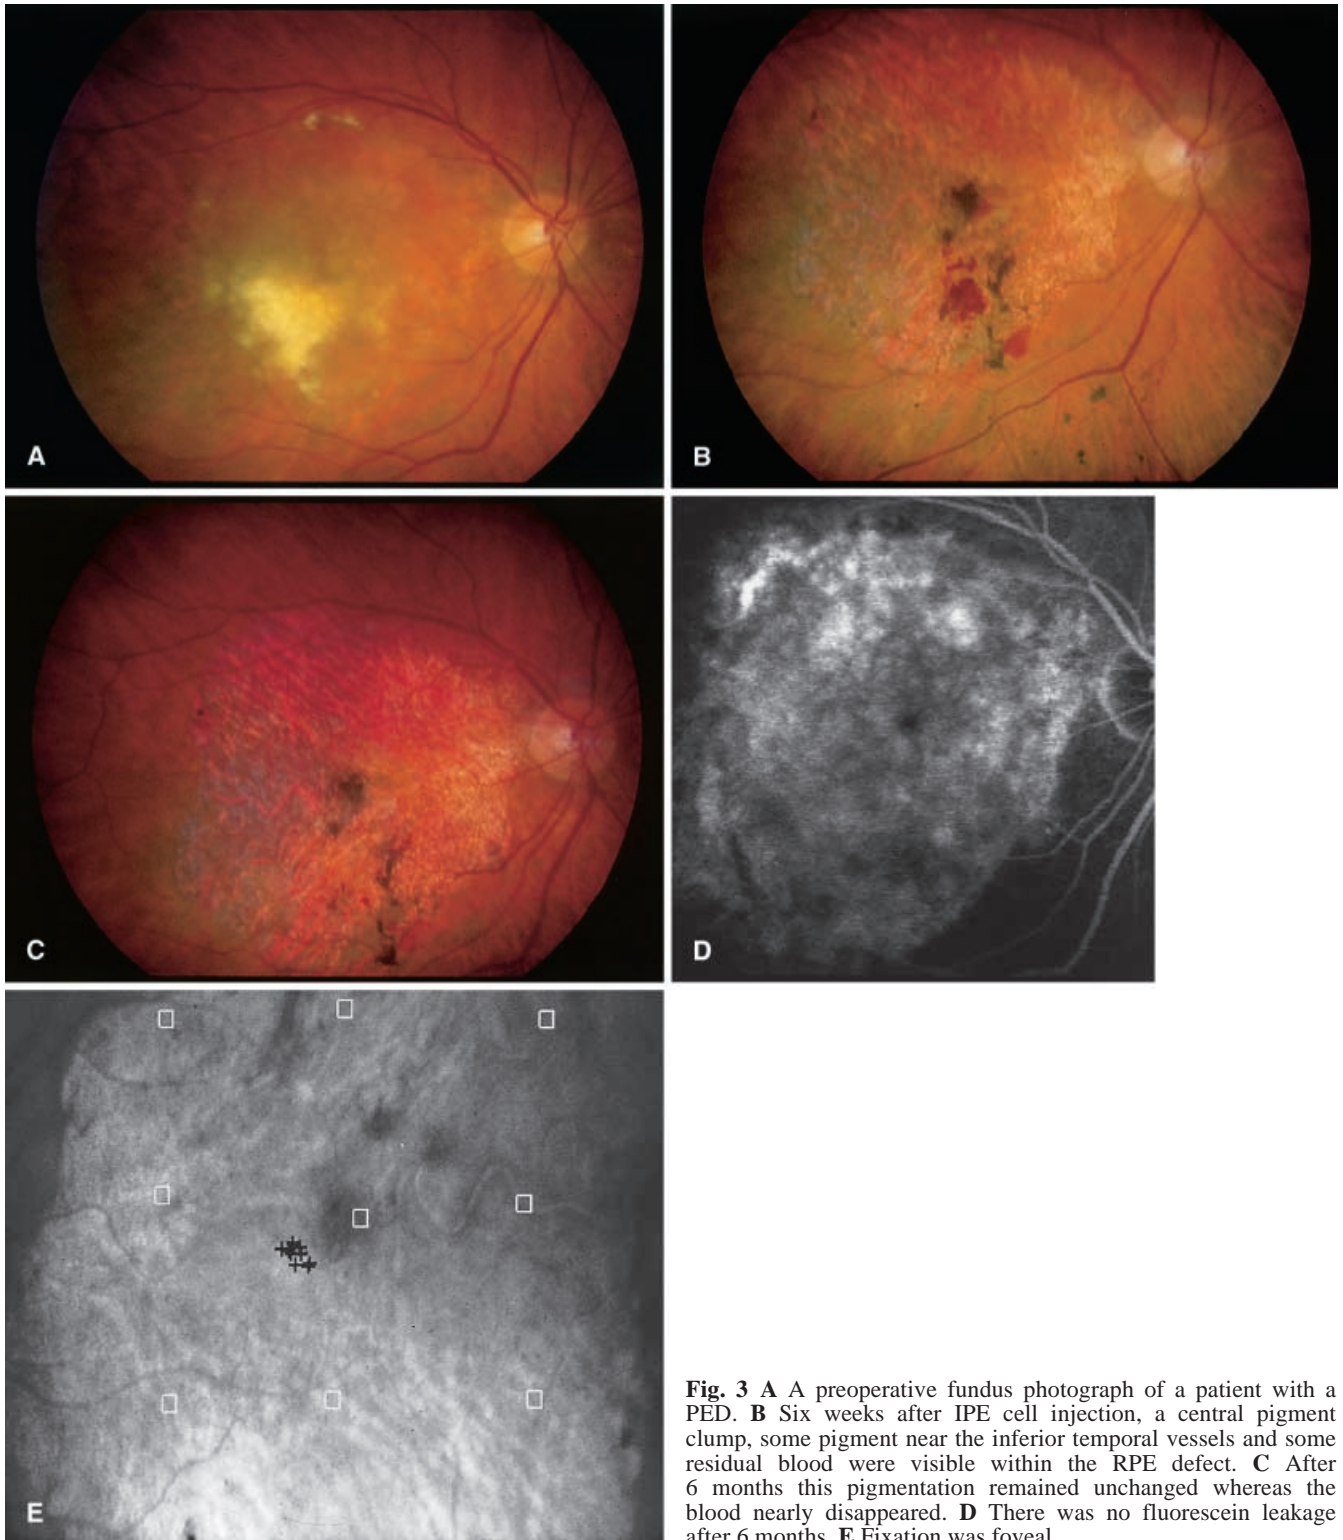 A
B
C
D
E
Fig. 3 A A preoperative fundus photograph of a patient with a
PED. B Six weeks after IPE cell injection, a central pigment
clump, some pigment near the inferior temporal vessels and some
residual blood were visible within the RPE defect. C After
6 months this pigmentation remained unchanged whereas the
blood nearly disappeared. D There was no fluorescein leakage
after 6 months. E Fixation was foveal